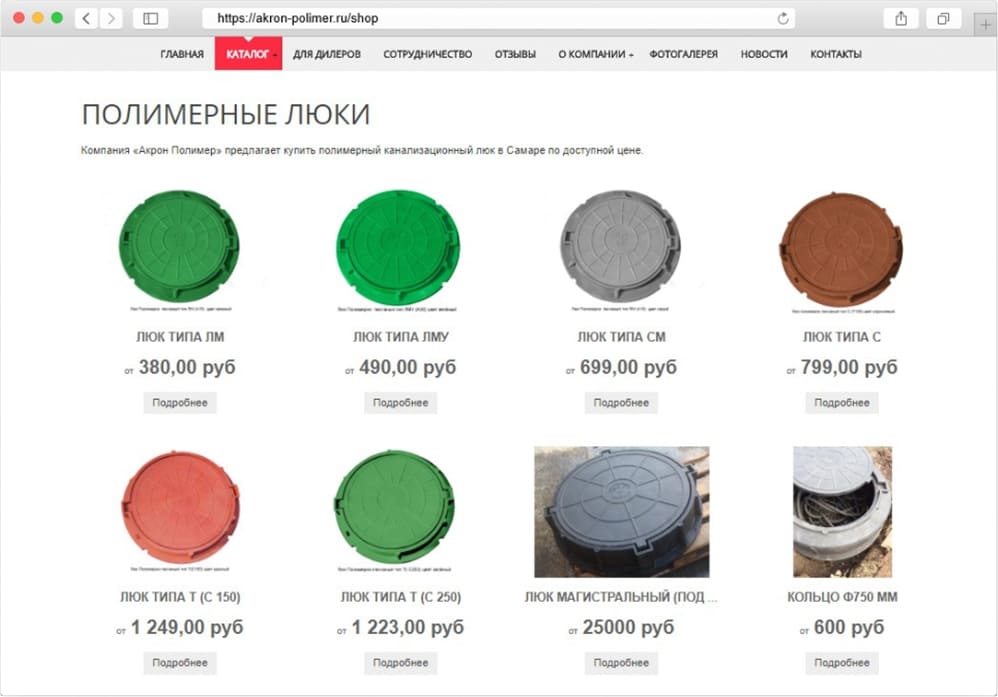 https://akron-polimer.ru/shop
ГЛАВНАЯ КАТАЛОГ ДЛЯ ДИЛЕРОВ СОТРУДНИЧЕСТВО ОТЗЫВЫ О КОМПАНИИ ФОТОГАЛЕРЕЯ НОВОСТИ КОНТАКТЫ
ПОЛИМЕРНЫЕ ЛЮКИ
Компания «Акрон Полимер» предлагает купить полимерный канализационный люк в Самаре по доступной цене.
ЛЮК ТИПА ЛМ ЛЮК ТИПА ЛМУ ЛЮК ТИПА СМ ЛЮК ТИПА С
от 380,00 руб от 490,00 руб от 699,00 руб от 799,00 руб
Подробнее Подробнее Подробнее Подробнее
ЛЮК ТИПА Т (С 150) ЛЮК ТИПА Т (С 250) ЛЮК МАГИСТРАЛЬНЫЙ (ПОД ... КОЛЬЦО Ф750 ММ
от 1 249,00 руб от 1 223,00 руб от 25000 руб от 600 руб
Подробнее Подробнее Подробнее Подробнее